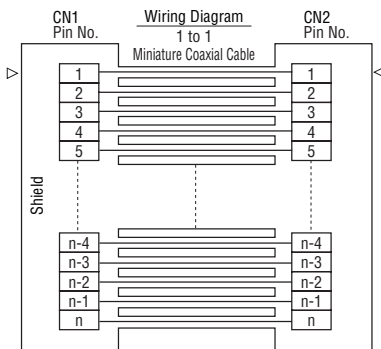 CN1 Wiring Diagram CN2
Pin No. 1 to 1 Pin No.
Miniature Coaxial Cable
1 1
2 2
3 3
4 4
5 5
Shield
n-4 n-4
n-3 n-3
n-2 n-2
n-1 n-1
n n